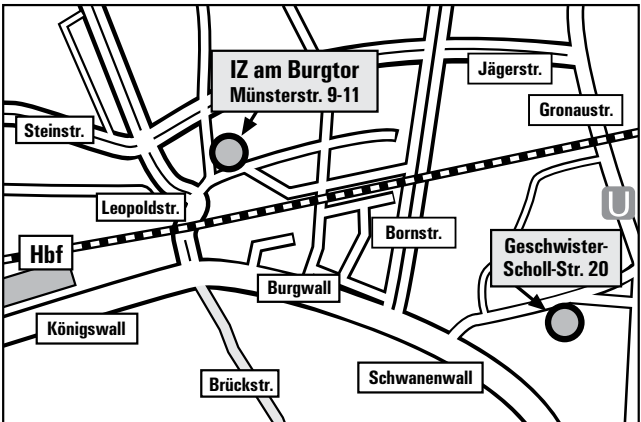 IZ am Burgtor
Münsterstr. 9-11
Jägerstr.
Gronaustr.
Steinstr.
Leopoldstr.
U
Bornstr.
Hbf
Geschwister-
Scholl-Str. 20
Burgwall
Königswall
Brückstr.
Schwanenwall